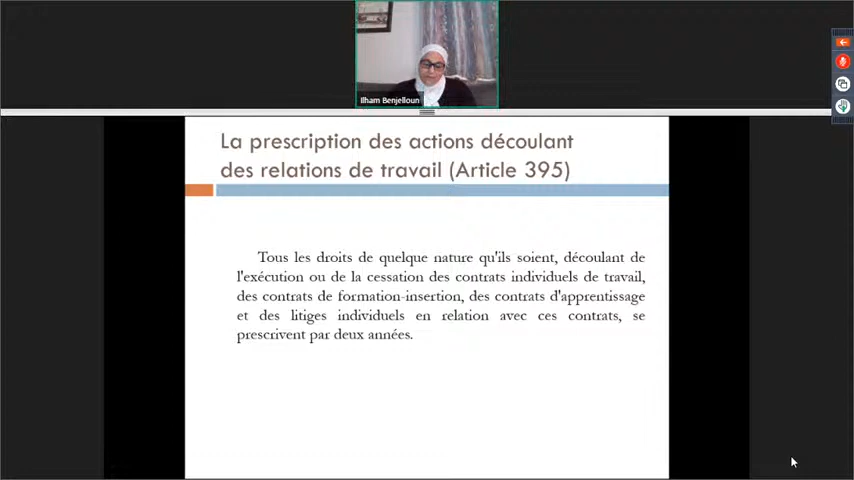 Ilham Benjelloun
La prescription des actions découlant
des relations de travail (Article 395)
Tous les droits de quelque nature qu'ils soient, découlant de
l'exécution ou de la cessation des contrats individuels de travail,
des contrats de formation-insertion, des contrats d'apprentissage
et des litiges individuels en relation avec ces contrats, se
prescrivent par deux années.